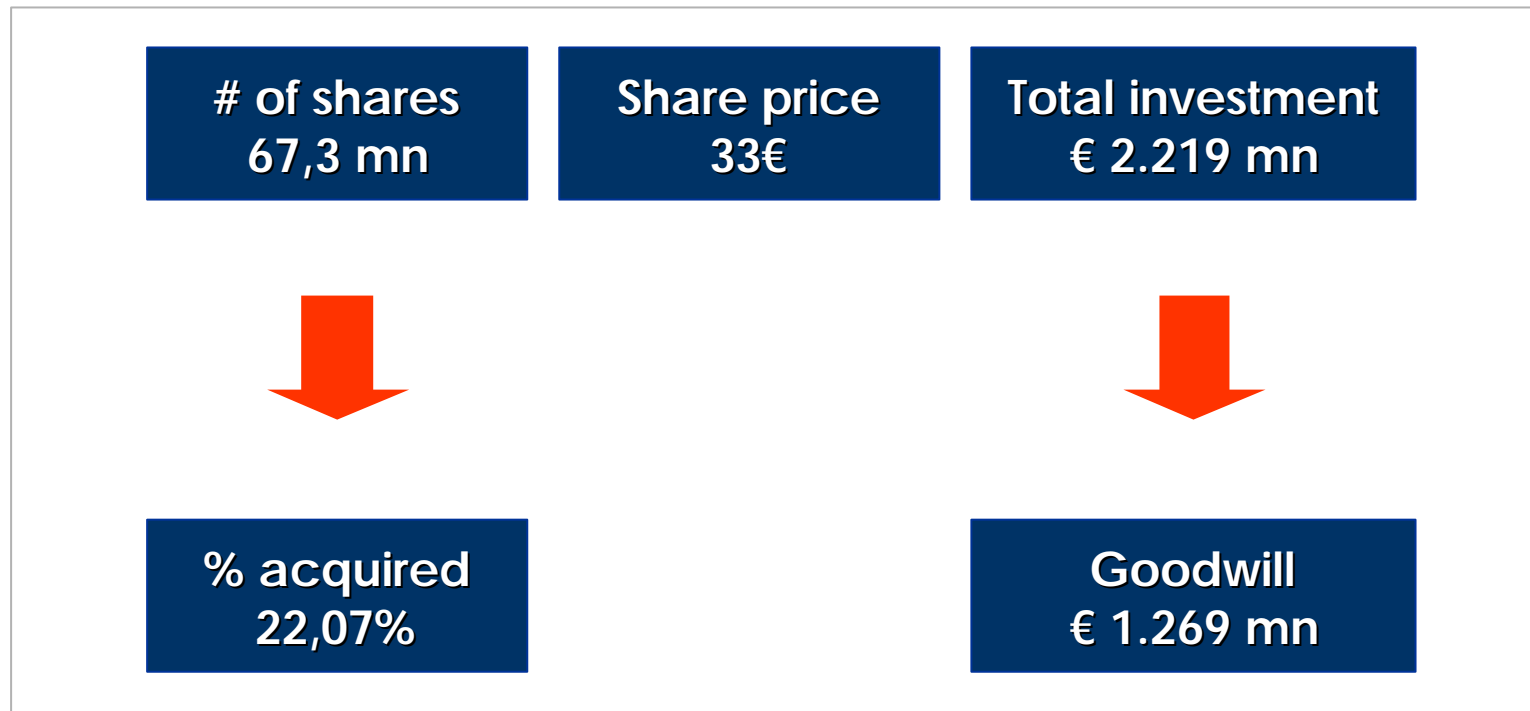 # of shares
67,3 mn
Share price
33€
Total investment
€ 2.219 mn
% acquired
22,07%
Goodwill
€ 1.269 mn